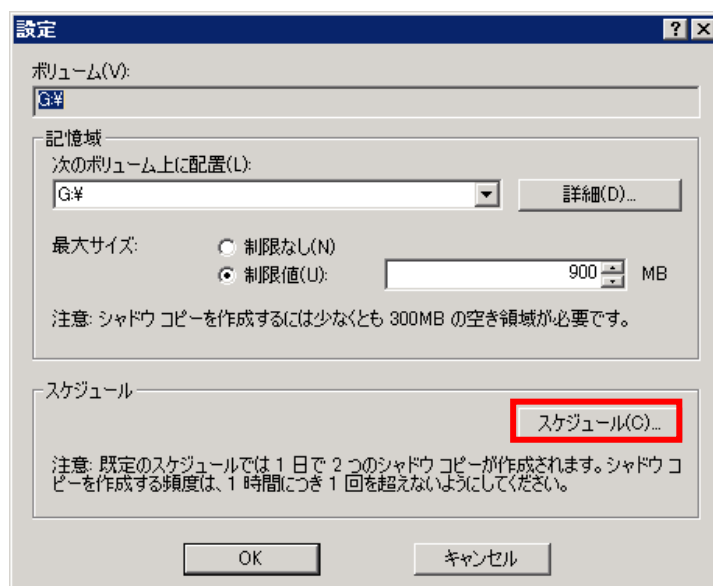 設定
ボリューム(V):
G:¥
記憶域
次のボリューム上に配置(L):
G:¥
詳細(D)...
最大サイズ:
制限なし(N)
制限値(U):
900
MB
注意: シャドウ コピーを作成するには少なくとも 300MB の空き領域が必要です。
スケジュール
スケジュール(C)...
注意: 既定のスケジュールでは 1 日で 2 つのシャドウ コピーが作成されます。シャドウ コ
ピーを作成する頻度は、1 時間につき 1 回を超えないようにしてください。
OK
キャンセル